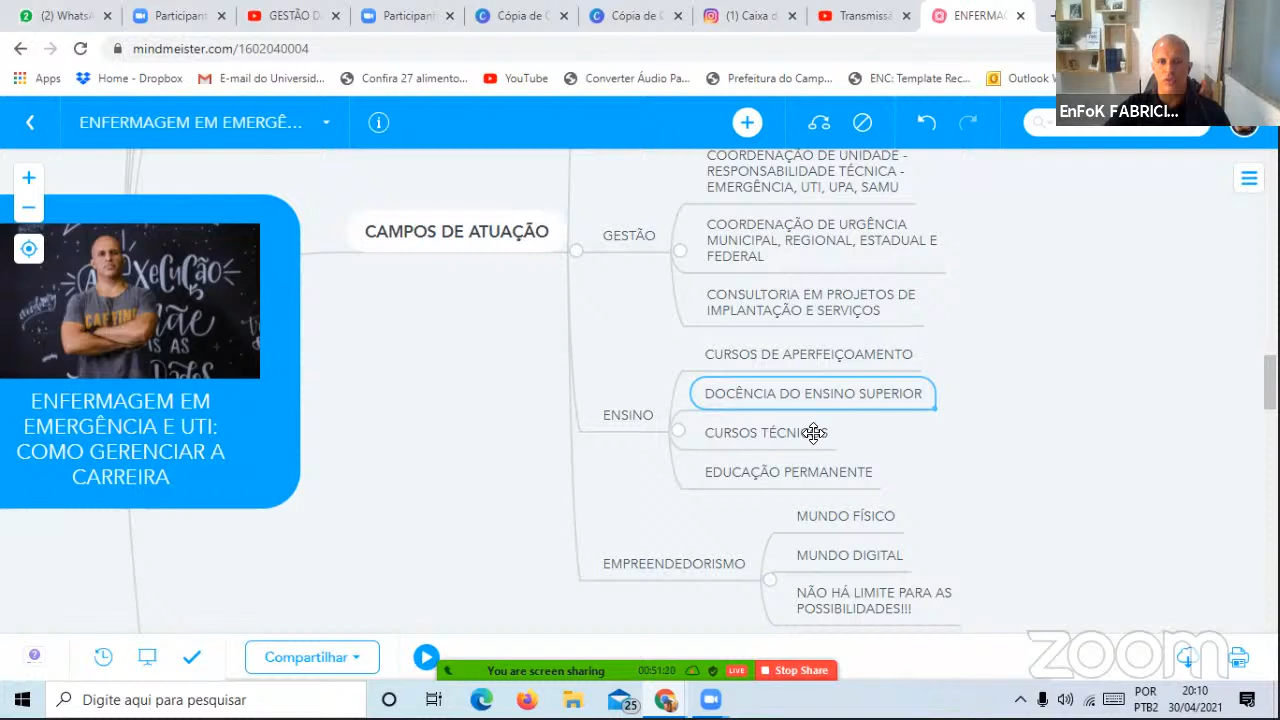 (2) WhatsA
Participant
GESTÃO D
Participant
Cópia de C
Cópia de C
(1) Caixa d
Transmissã
ENFERMAG
mindmeister.com/1602040004
Apps
Home - Dropbox
E-mail do Universid...
Confira 27 alimento...
YouTube
Converter Áudio Pa...
Prefeitura do Camp...
ENC: Template Rec...
Outlook W
EnFoK FABRICI...
ENFERMAGEM EM EMERGÊ...
COORDENAÇÃO DE UNIDADE -
RESPONSABILIDADE TÉCNICA -
EMERGÊNCIA, UTI, UPA, SAMU
CAMPOS DE ATUAÇÃO
GESTÃO
COORDENAÇÃO DE URGÊNCIA
MUNICIPAL, REGIONAL, ESTADUAL E
FEDERAL
CONSULTORIA EM PROJETOS DE
IMPLANTAÇÃO E SERVIÇOS
CURSOS DE APERFEIÇOAMENTO
DOCÊNCIA DO ENSINO SUPERIOR
ENSINO
CURSOS TÉCNICOS
EDUCAÇÃO PERMANENTE
ENFERMAGEM EM
EMERGÊNCIA E UTI:
COMO GERENCIAR A
CARREIRA
MUNDO FÍSICO
EMPREENDEDORISMO
MUNDO DIGITAL
NÃO HÁ LIMITE PARA AS
POSSIBILIDADES!!!
zoom
Compartilhar
You are screen sharing
00:51:20
LIVE
Stop Share
Digite aqui para pesquisar
25
POR
PTB2
20:10
30/04/2021